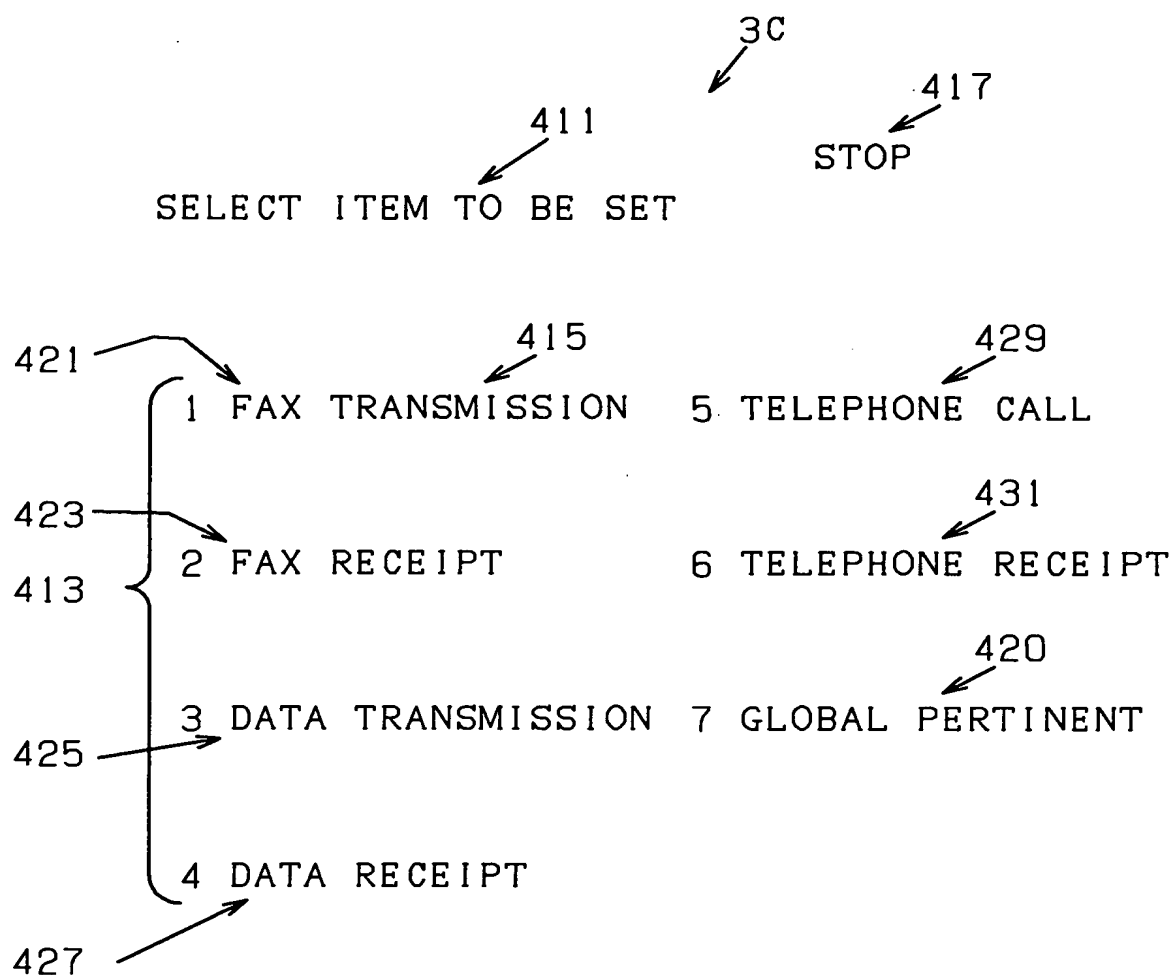 3C
417
411
STOP
SELECT ITEM TO BE SET
421
415
429
1 FAX TRANSMISSION
5 TELEPHONE CALL
423
431
2 FAX RECEIPT
6 TELEPHONE RECEIPT
413
420
3 DATA TRANSMISSION
7 GLOBAL PERTINENT
425
4 DATA RECEIPT
427